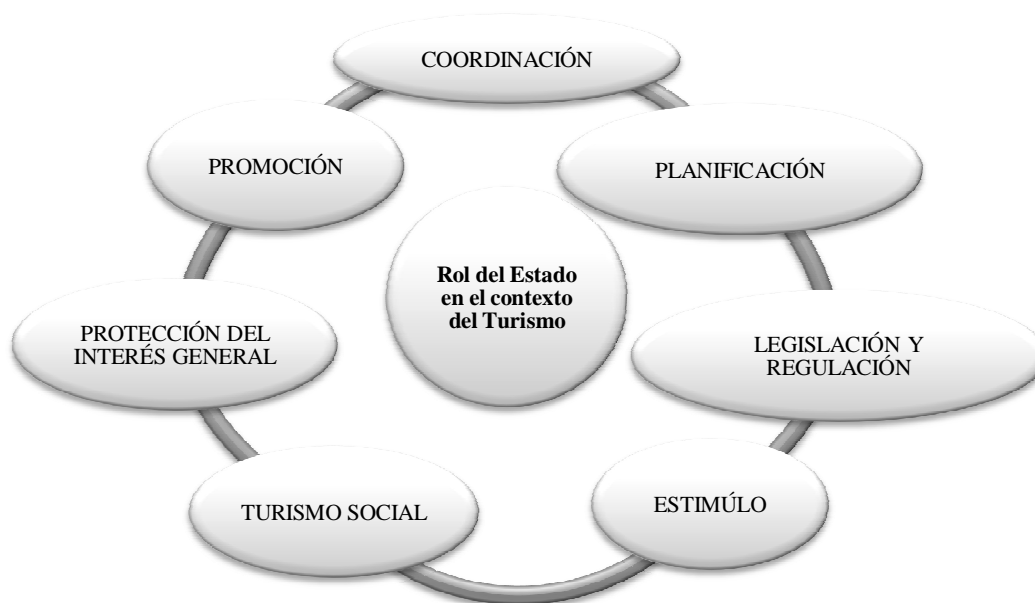 COORDINACIÓN
PROMOCIÓN
PLANIFICACIÓN
Rol del Estado
en el contexto
del Turismo
PROTECCIÓN DEL
INTERÉS GENERAL
LEGISLACIÓN Y
REGULACIÓN
TURISMO SOCIAL
ESTIMÚLO